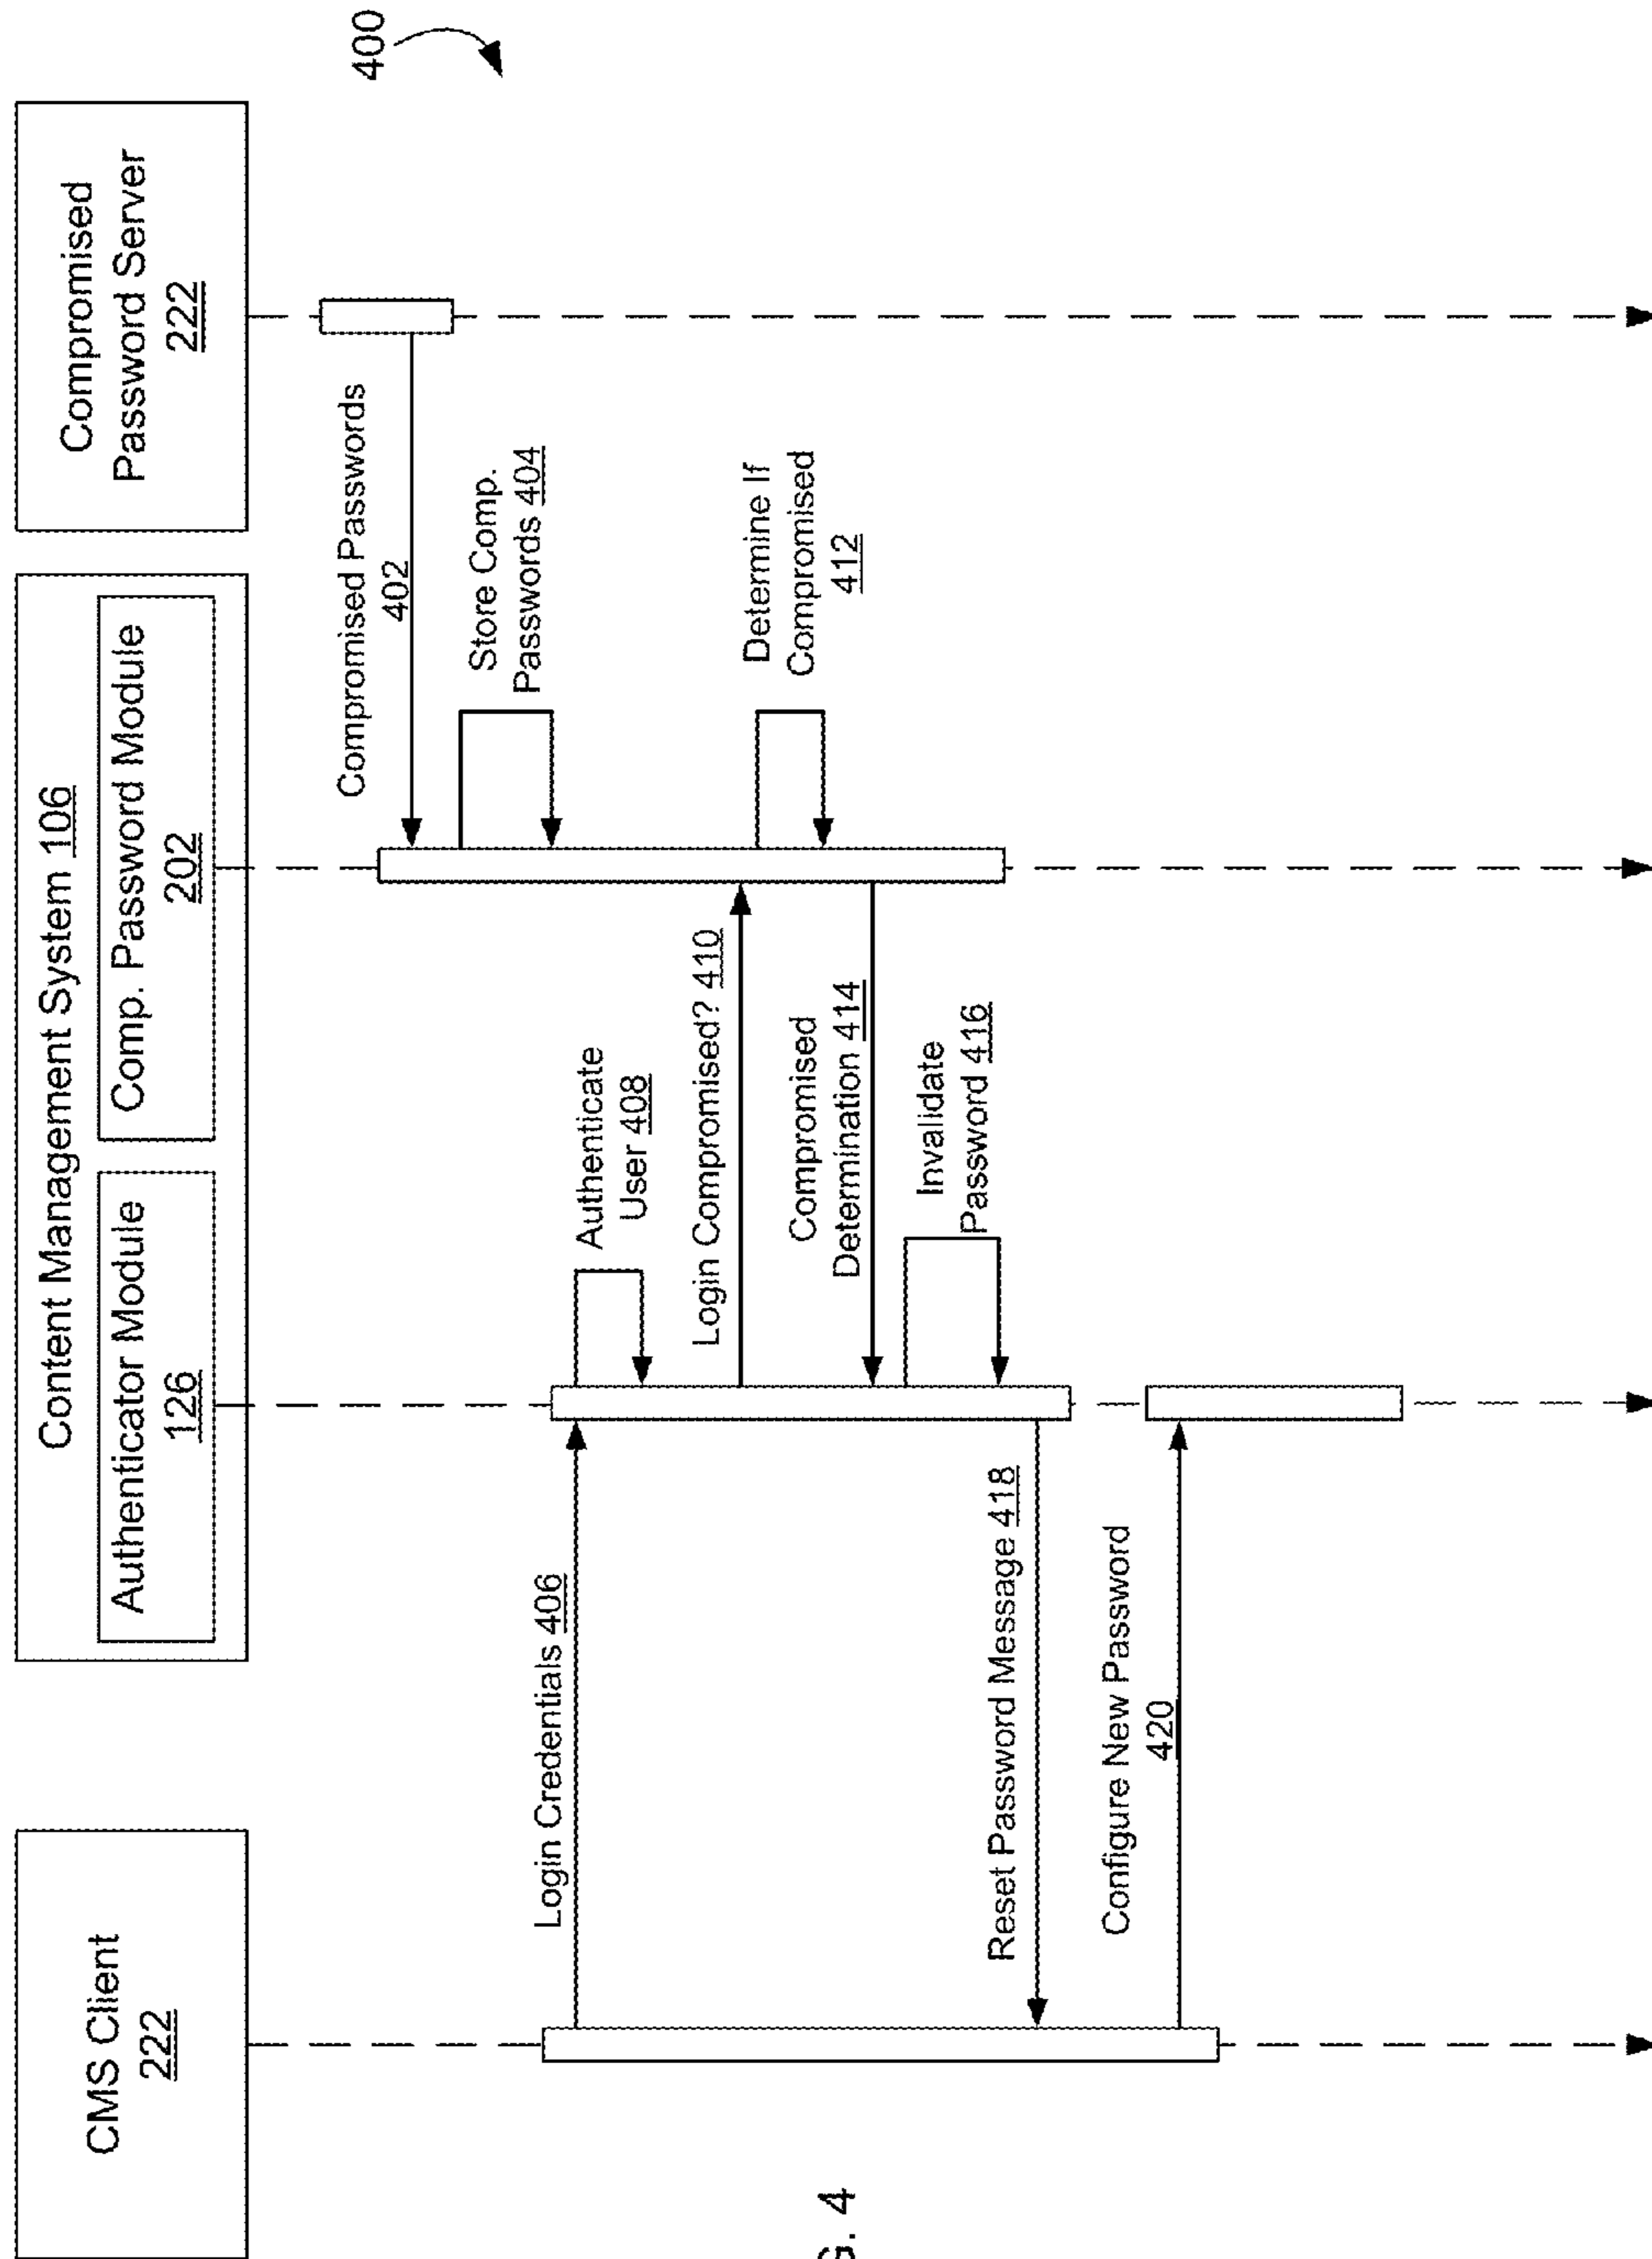 CMS Client
222
Content Management System 106
Authenticator Module
126
Comp. Password Module
202
Compromised
Password Server
222
400
Compromised Passwords
402
Store Comp.
Passwords 404
Login Credentials 406
Authenticate
User 408
Login Compromised? 410
Determine If
Compromised
412
Compromised
Determination 414
Invalidate
Password 416
Reset Password Message 418
Configure New Password
420
4